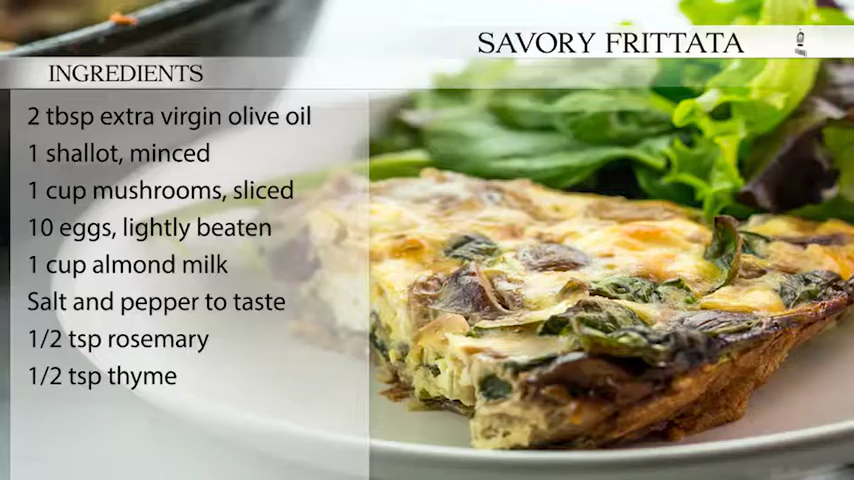 SAVORY FRITTATA
INGREDIENTS
2 tbsp extra virgin olive oil
1 shallot, minced
1 cup mushrooms, sliced
10 eggs, lightly beaten
1 cup almond milk
Salt and pepper to taste
1/2 tsp rosemary
1/2 tsp thyme